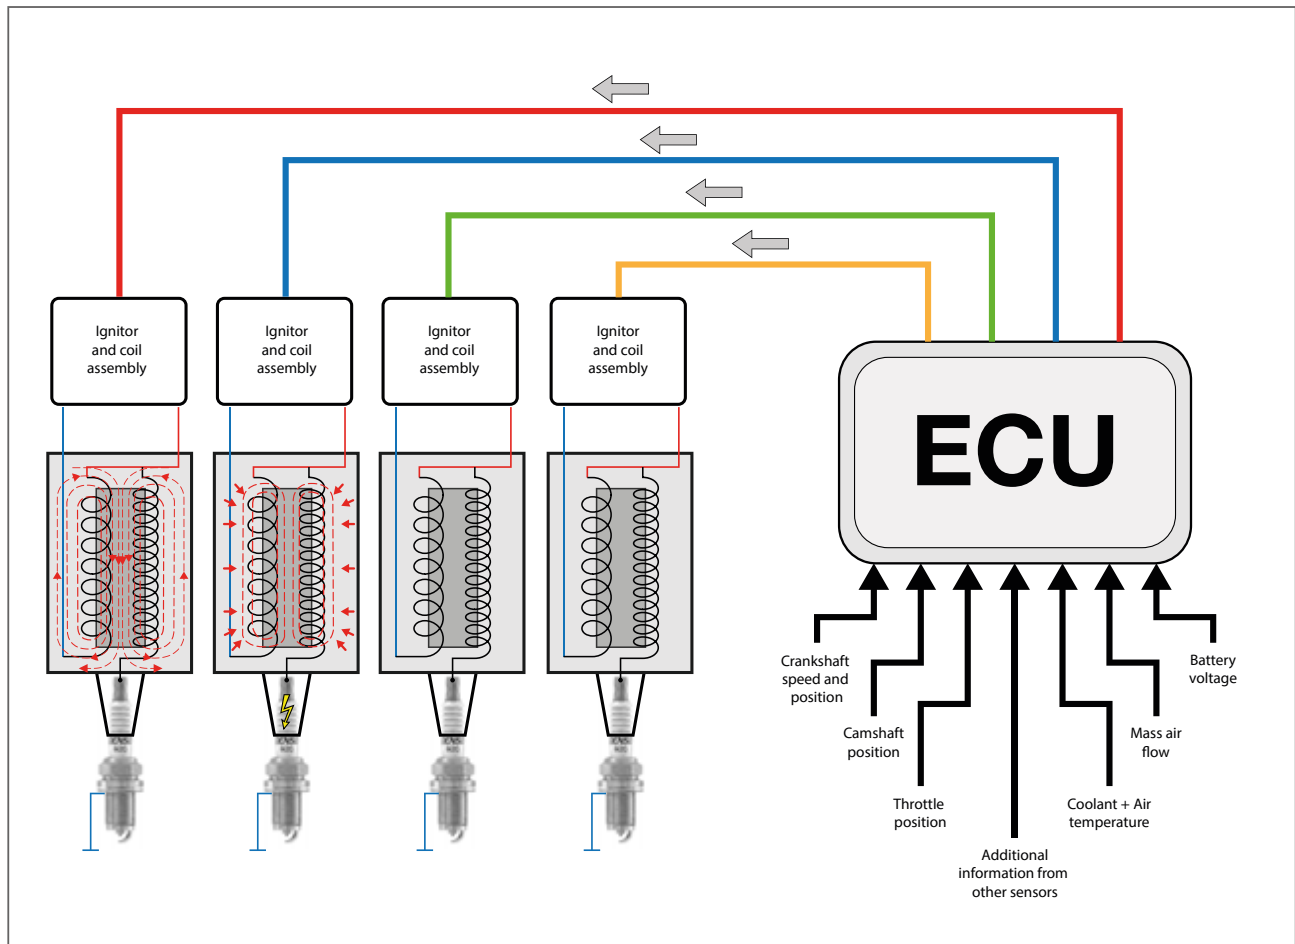 Ignitor
and coil
assembly
Ignitor
and coil
assembly
Ignitor
and coil
assembly
Ignitor
and coil
assembly
ECU
Crankshaft
speed and
position
Camshaft
position
Throttle
position
Additional
information from
other sensors
Coolant + Air
temperature
Mass air
flow
Battery
voltage